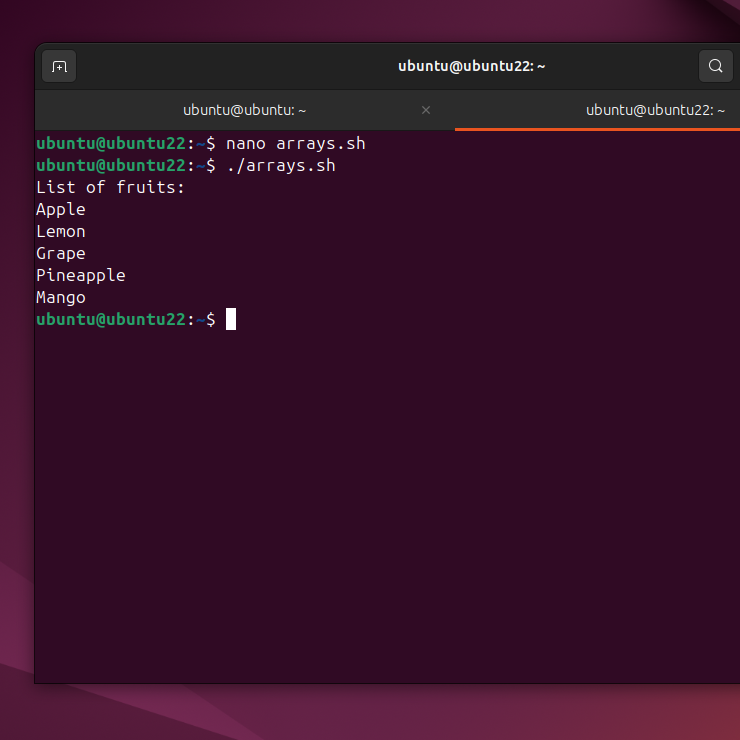 ubuntu@ubuntu22: ~
ubuntu@ubuntu: ~ × ubuntu@ubuntu22: ~
ubuntu@ubuntu22:~$ nano arrays.sh
ubuntu@ubuntu22:~$ ./arrays.sh
List of fruits:
Apple
Lemon
Grape
Pineapple
Mango
ubuntu@ubuntu22:~$